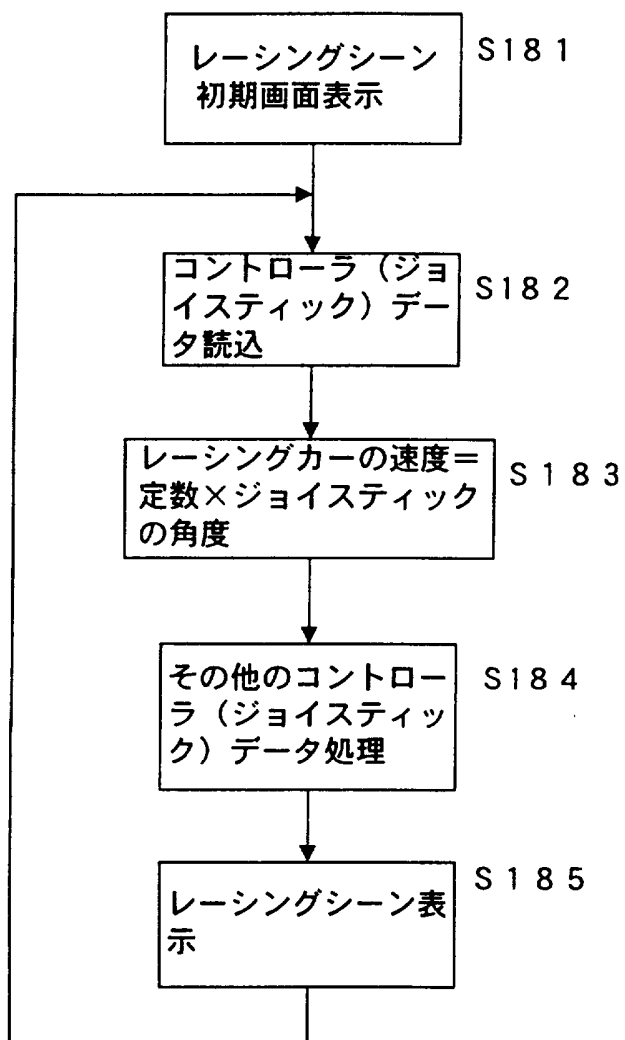 レーシングシーン
初期画面表示
S181
コントローラ（ジョ
イスティック）デー
タ読込
S182
レーシングカーの速度＝
定数×ジョイスティック
の角度
S183
その他のコントロー
ラ（ジョイスティッ
ク）データ処理
S184
レーシングシーン表
示
S185